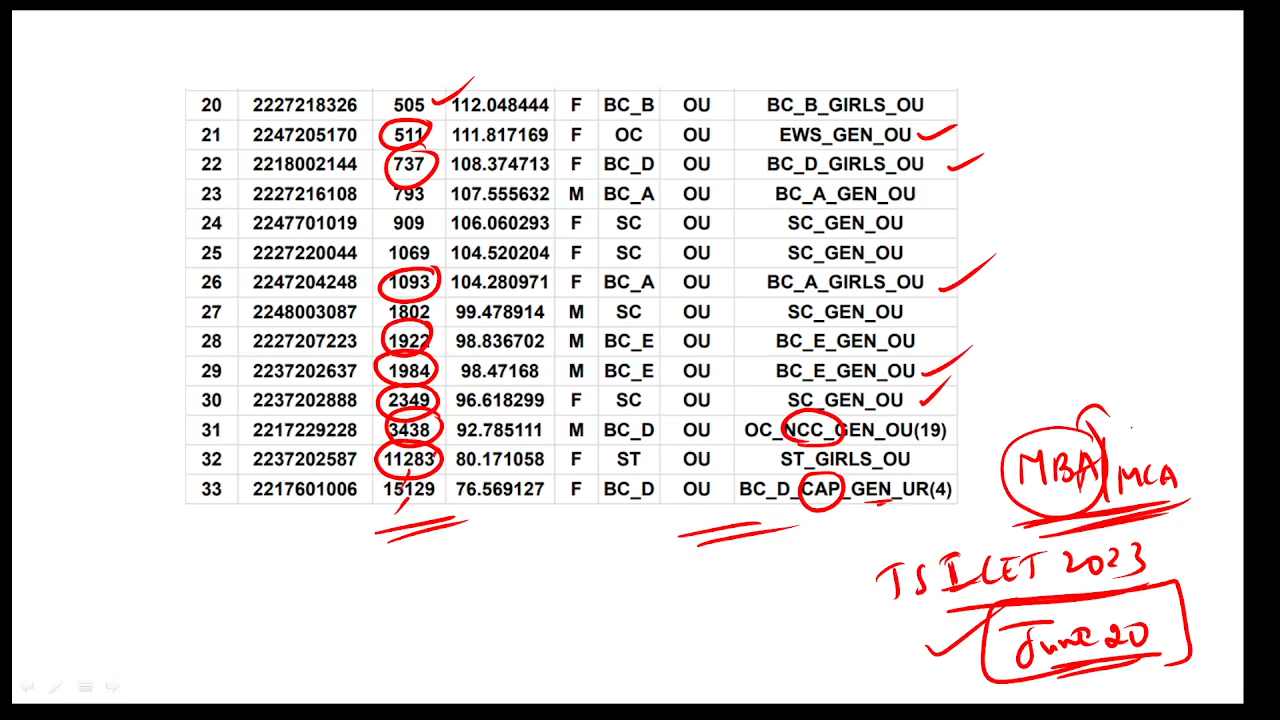 20 2227218326 505 112.048444 F BC_B OU BC_B_GIRLS_OU
21 2247205170 511 111.817169 F OC OU EWS_GEN_OU
22 2218002144 737 108.374713 F BC_D OU BC_D_GIRLS_OU
23 2227216108 793 107.555632 M BC_A OU BC_A_GEN_OU
24 2247701019 909 106.060293 F SC OU SC_GEN_OU
25 2227220044 1069 104.520204 F SC OU SC_GEN_OU
26 2247204248 1093 104.280971 F BC_A OU BC_A_GIRLS_OU
27 2248003087 1802 99.478914 M SC OU SC_GEN_OU
28 2227207223 1922 98.836702 M BC_E OU BC_E_GEN_OU
29 2237202637 1984 98.47168 M BC_E OU BC_E_GEN_OU
30 2237202888 2349 96.618299 F SC OU SC_GEN_OU
31 2217229228 3438 92.785111 M BC_D OU OC_NCC_GEN_OU(19)
32 2237202587 11283 80.171058 F ST OU ST_GIRLS_OU
33 2217601006 15129 76.569127 F BC_D OU BC_D_CAP_GEN_UR(4)
MBA MCA
TS ICET 2023
June 20